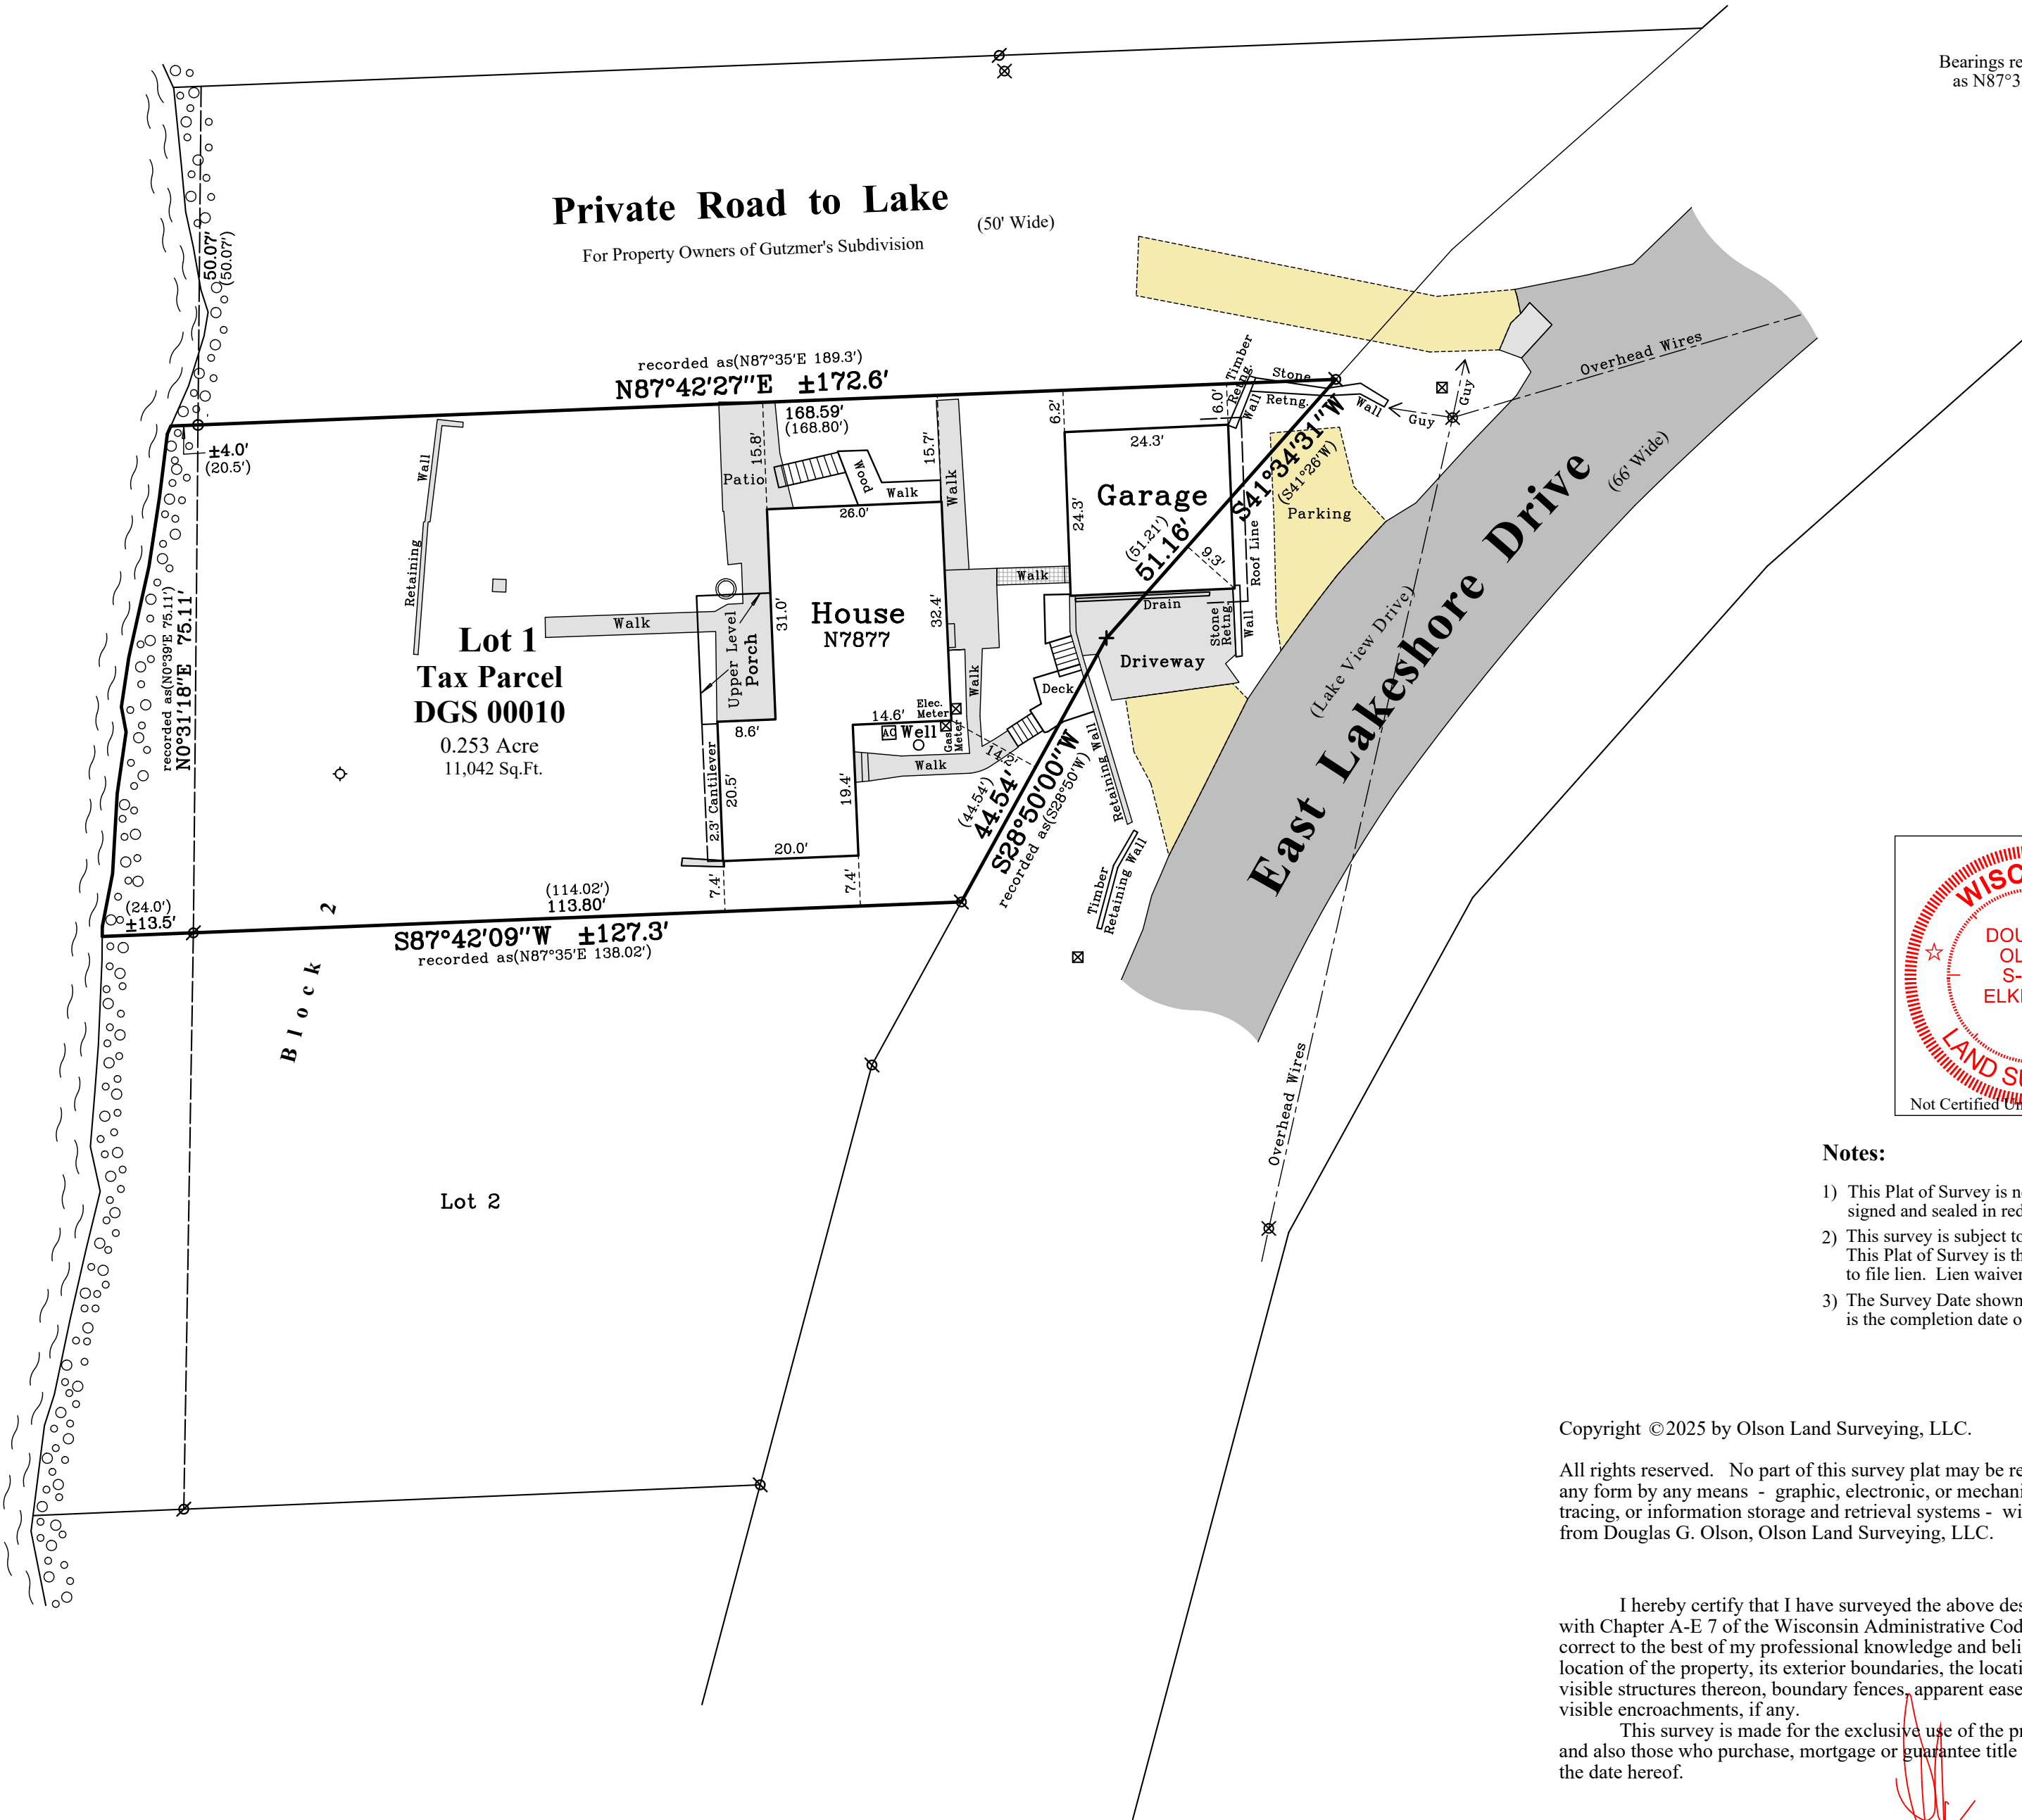 Bearings re
as N87°3
Private Road to Lake
(50' Wide)
For Property Owners of Gutzmer's Subdivision
50.07'
(50.07')
recorded as(N87°35'E 189.3')
N87°42'27"E ±172.6'
168.59'
(168.80')
±4.0'
(20.5')
Wall
Retaining
15.8'
Patio
Wood
Walk
15.7'
Walk
26.0'
6.2'
24.3'
6.0'
Timber
Retng.
Wall
Stone
Retng.
Wall
Guy
Guy
Overhead Wires
(66' Wide)
Garage
24.3'
S41°34'31"W
(S41°26'W)
51.16'
(51.21')
9.3'
Roof Line
Parking
Walk
Drain
Stone
Retng.
Wall
Driveway
East Lakeshore Drive
(Lake View Drive)
recorded as(N0°39'E 75.11')
N0°31'18"E 75.11'
Lot 1
Tax Parcel
DGS 00010
0.253 Acre
11,042 Sq.Ft.
Walk
Upper Level
Porch
31.0'
House
N7877
32.4'
Walk
Deck
Elec.
Meter
Gas
Meter
14.6'
AC
Well
8.6'
2.3' Cantilever
20.5'
19.4'
Walk
14.2'
20.0'
7.4'
7.4'
44.54'
(44.54')
S28°50'00"W
recorded as(S28°50'W)
Retaining Wall
Timber
Retaining Wall
(24.0')
±13.5'
(114.02')
113.80'
S87°42'09"W ±127.3'
recorded as(N87°35'E 138.02')
Block 2
Lot 2
Overhead Wires
WISC
DOU
OL
S-
ELK
LAND SU
Not Certified Un
Notes:
1) This Plat of Survey is n
signed and sealed in red
2) This survey is subject to
This Plat of Survey is th
to file lien. Lien waiver
3) The Survey Date shown
is the completion date o
Copyright ©2025 by Olson Land Surveying, LLC.
All rights reserved. No part of this survey plat may be re
any form by any means - graphic, electronic, or mechani
tracing, or information storage and retrieval systems - wi
from Douglas G. Olson, Olson Land Surveying, LLC.
I hereby certify that I have surveyed the above des
with Chapter A-E 7 of the Wisconsin Administrative Cod
correct to the best of my professional knowledge and beli
location of the property, its exterior boundaries, the locati
visible structures thereon, boundary fences, apparent ease
visible encroachments, if any.
This survey is made for the exclusive use of the pr
and also those who purchase, mortgage or guarantee title
the date hereof.